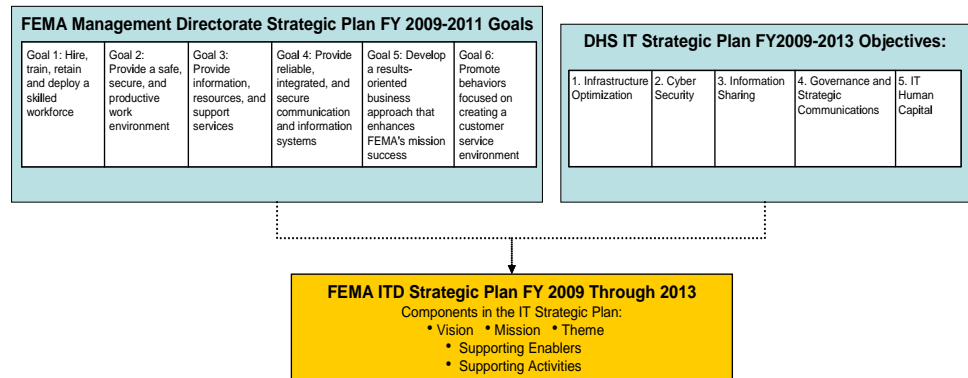 FEMA Management Directorate Strategic Plan FY 2009-2011 Goals
Goal 1: Hire,
train, retain
and deploy a
skilled
workforce
Goal 2:
Provide a safe,
secure, and
productive
work
environment
Goal 3:
Provide
information,
resources, and
support
services
Goal 4: Provide
reliable,
integrated, and
secure
communication
and information
systems
Goal 5: Develop
a results-
oriented
business
approach that
enhances
FEMA's mission
success
Goal 6:
Promote
behaviors
focused on
creating a
customer
service
environment
DHS IT Strategic Plan FY2009-2013 Objectives:
1. Infrastructure
Optimization
2. Cyber
Security
3. Information
Sharing
4. Governance and
Strategic
Communications
5. IT
Human
Capital
FEMA ITD Strategic Plan FY 2009 Through 2013
Components in the IT Strategic Plan:
• Vision • Mission • Theme
• Supporting Enablers
• Supporting Activities